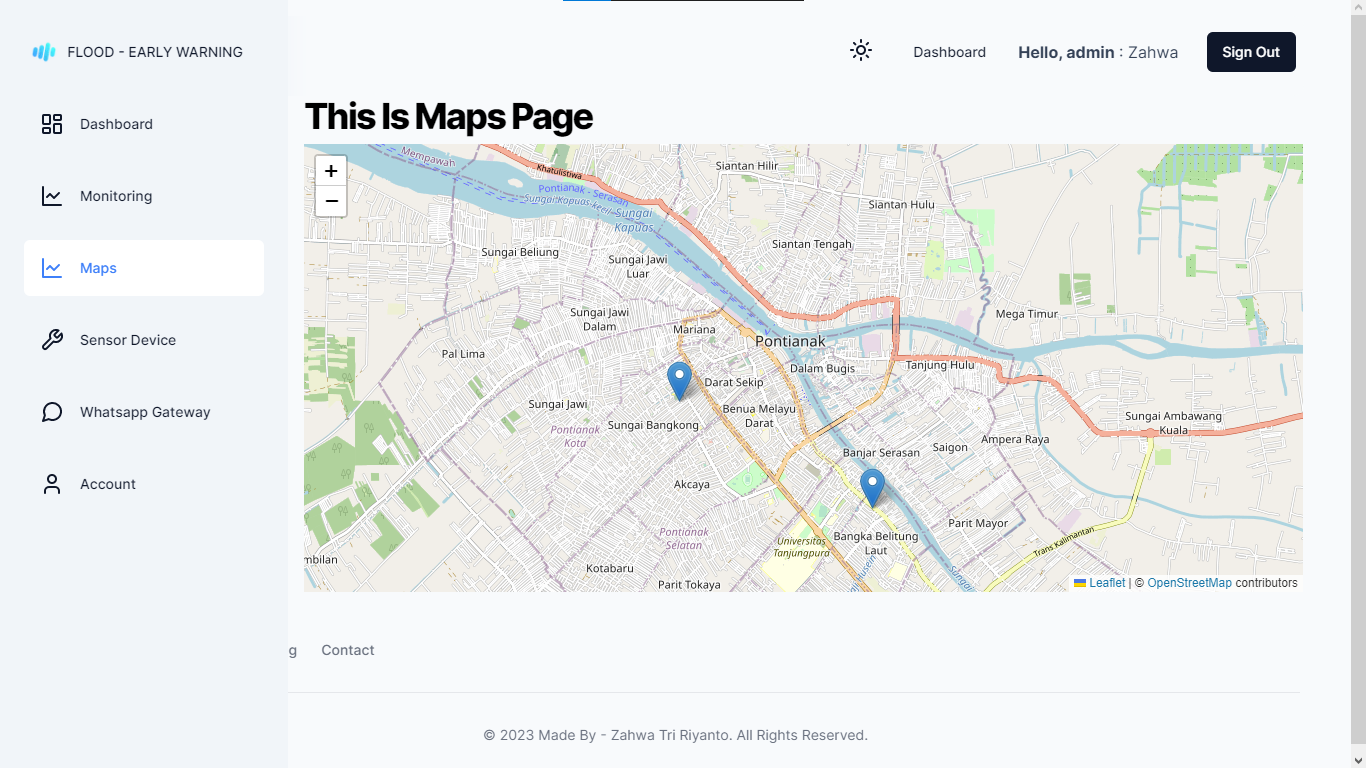 FLOOD - EARLY WARNING
Dashboard
Hello, admin : Zahwa
Sign Out
Dashboard
Monitoring
Maps
Sensor Device
Whatsapp Gateway
Account
This Is Maps Page
+
−
Mempawah
Khatulistiwa
Siantan Hilir
Pontianak - Serasan
Sungai Kapuas Kecil
Sungai
Kapuas
Siantan Hulu
Siantan Tengah
Sungai Beliung
Sungai Jawi
Luar
Sungai Jawi
Dalam
Mariana
Mega Timur
Pontianak
Pal Lima
Dalam Bugis
Tanjung Hulu
Darat Sekip
Sungai Jawi
Benua Melayu
Darat
Sungai Bangkong
Pontianak
Kota
Sungai Ambawang
Kuala
Ampera Raya
Saigon
Banjar Serasan
Akcaya
Parit Mayor
Pontianak
Selatan
Bangka Belitung
Laut
Universitas
Tanjungpura
Trans Kalimantan
mbilan
Kotabaru
Parit Tokaya
Husein
Sungai
Leaflet | © OpenStreetMap contributors
g
Contact
© 2023 Made By - Zahwa Tri Riyanto. All Rights Reserved.